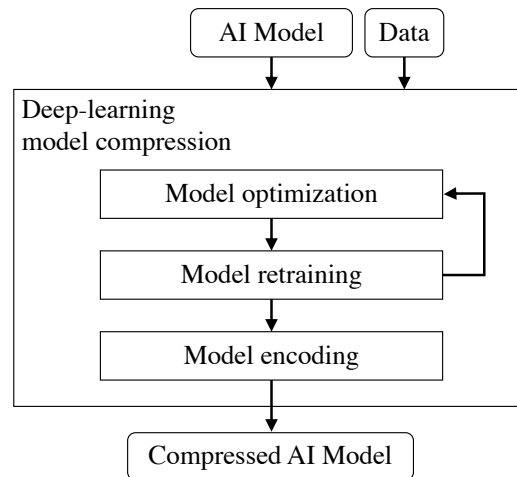 AI Model
Data
Deep-learning
model compression
Model optimization
Model retraining
Model encoding
Compressed AI Model